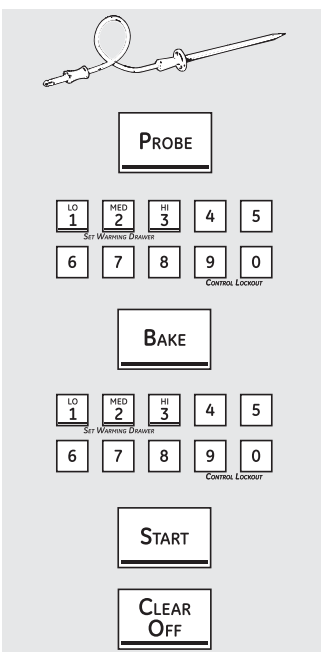 PROBE
LO MED HI
1 2 3 4 5
SET WARMING DRAWER
6 7 8 9 0
CONTROL LOCKOUT
BAKE
LO MED HI
1 2 3 4 5
SET WARMING DRAWER
6 7 8 9 0
CONTROL LOCKOUT
START
CLEAR
OFF